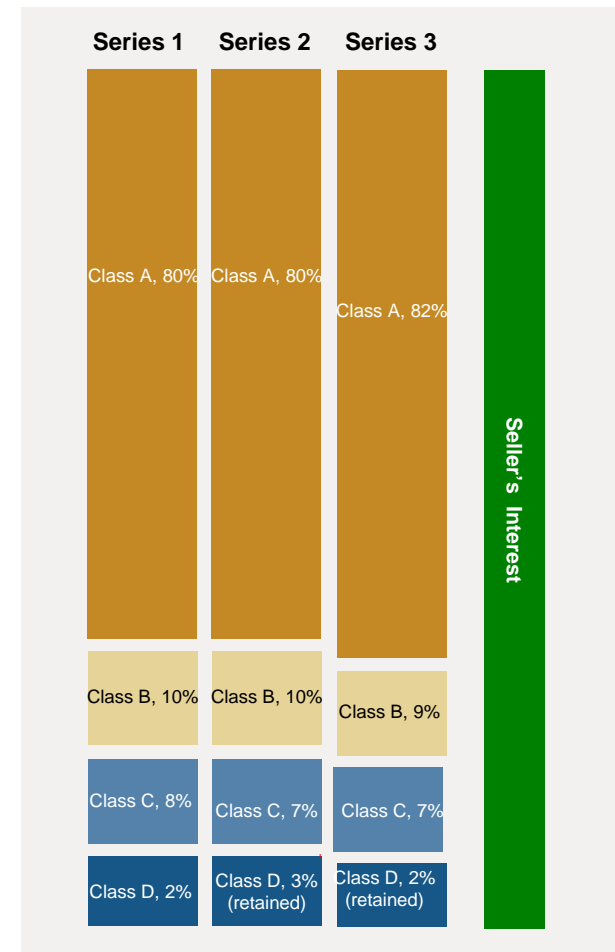 Series 1 Series 2 Series 3
Class A, 80% Class A, 80%
Class A, 82%
Seller's Interest
Class B, 10% Class B, 10%
Class B, 9%
Class C, 8%
Class C, 7% Class C, 7%
Class D, 2%
Class D, 3%
(retained)
Class D, 2%
(retained)